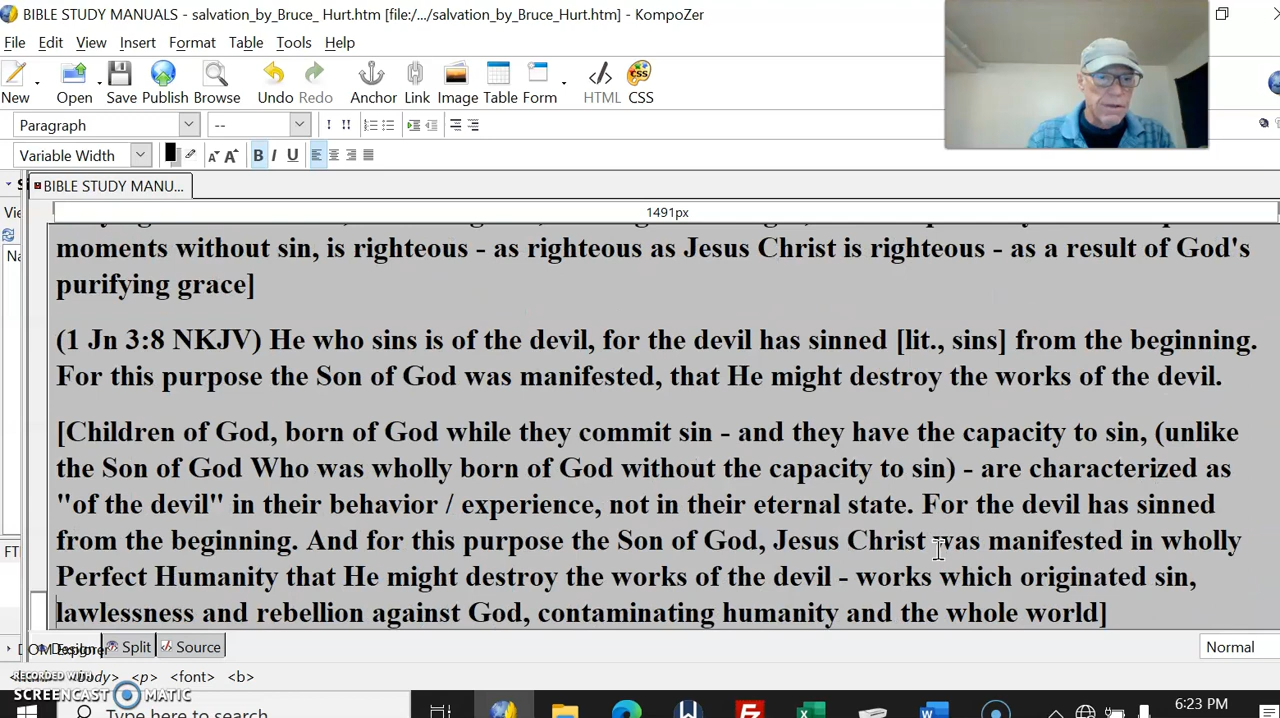 BIBLE STUDY MANUALS - salvation_by_Bruce_ Hurt.htm [file:/.../salvation_by_Bruce_Hurt.htm] - KompoZer
File Edit View Insert Format Table Tools Help
New Open Save Publish Browse Undo Redo Anchor Link Image Table Form HTML CSS
Paragraph --
Variable Width B I U
BIBLE STUDY MANU...
1491px
moments without sin, is righteous - as righteous as Jesus Christ is righteous - as a result of God's
purifying grace]
(1 Jn 3:8 NKJV) He who sins is of the devil, for the devil has sinned [lit., sins] from the beginning.
For this purpose the Son of God was manifested, that He might destroy the works of the devil.
[Children of God, born of God while they commit sin - and they have the capacity to sin, (unlike
the Son of God Who was wholly born of God without the capacity to sin) - are characterized as
"of the devil" in their behavior / experience, not in their eternal state. For the devil has sinned
from the beginning. And for this purpose the Son of God, Jesus Christ was manifested in wholly
Perfect Humanity that He might destroy the works of the devil - works which originated sin,
lawlessness and rebellion against God, contaminating humanity and the whole world]
DOM Explorer Split Source Normal
<body> <p> <font> <b>
RECORDED WITH
SCREENCAST MATIC
Type here to search
6:23 PM